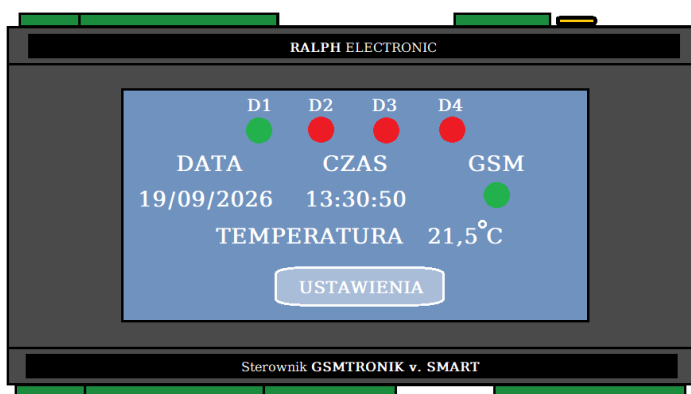 RALPH ELECTRONIC
D1 D2 D3 D4
DATA CZAS GSM
19/09/2026 13:30:50
TEMPERATURA 21,5°C
USTAWIENIA
Sterownik GSMTRONIK v. SMART